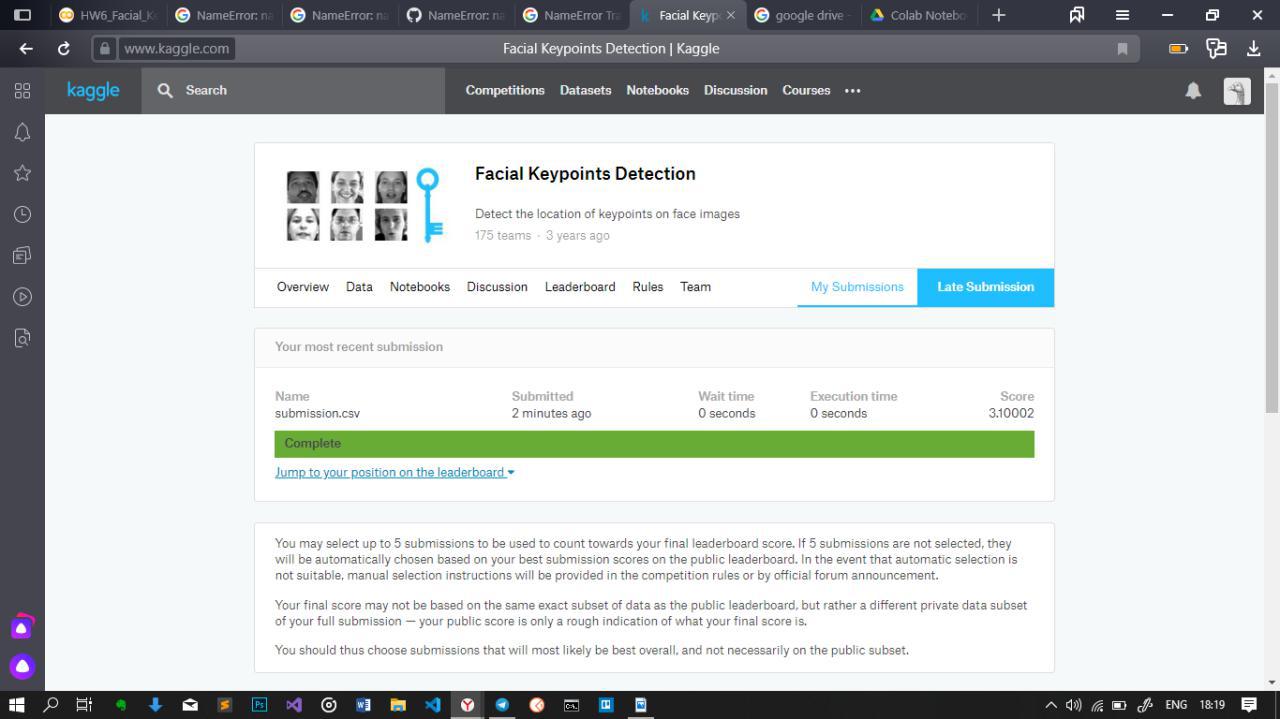 HW6_Facial_K
NameError: na
NameError: na
NameError: na
NameError Tra
Facial Keyp
google drive -
Colab Notebo
www.kaggle.com
Facial Keypoints Detection | Kaggle
kaggle
Search
Competitions Datasets Notebooks Discussion Courses •••
Facial Keypoints Detection
Detect the location of keypoints on face images
175 teams · 3 years ago
Overview Data Notebooks Discussion Leaderboard Rules Team My Submissions Late Submission
Your most recent submission
Name Submitted Wait time Execution time Score
submission.csv 2 minutes ago 0 seconds 0 seconds 3.10002
Complete
Jump to your position on the leaderboard
You may select up to 5 submissions to be used to count towards your final leaderboard score. If 5 submissions are not selected, they
will be automatically chosen based on your best submission scores on the public leaderboard. In the event that automatic selection is
not suitable, manual selection instructions will be provided in the competition rules or by official forum announcement.
Your final score may not be based on the same exact subset of data as the public leaderboard, but rather a different private data subset
of your full submission — your public score is only a rough indication of what your final score is.
You should thus choose submissions that will most likely be best overall, and not necessarily on the public subset.
ENG 18:19